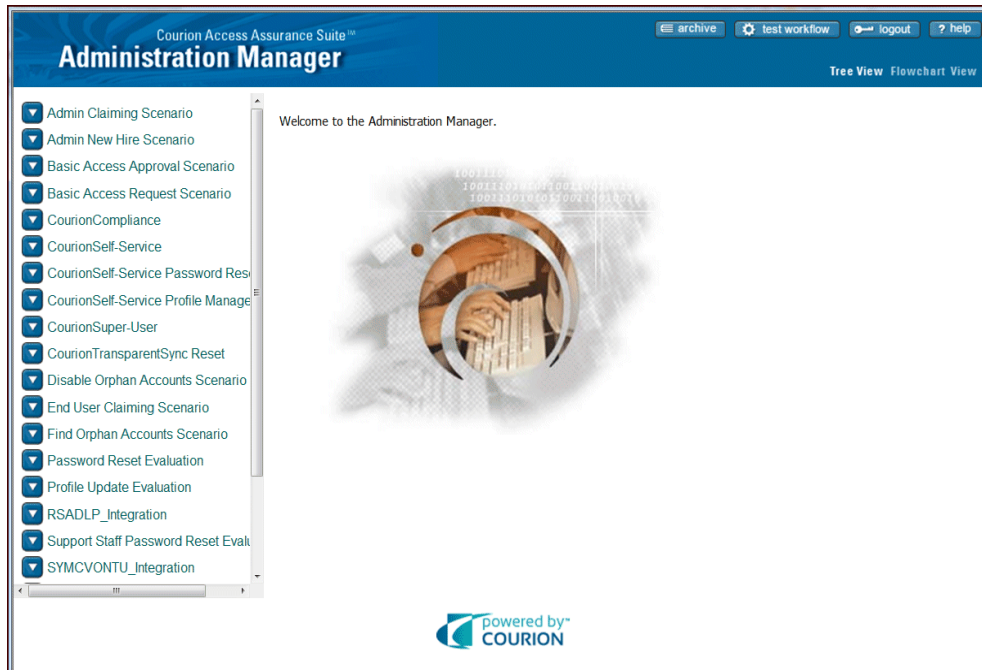 Courion Access Assurance Suite℠
Administration Manager
archive
test workflow
logout
? help
Tree View Flowchart View
Admin Claiming Scenario
Admin New Hire Scenario
Basic Access Approval Scenario
Basic Access Request Scenario
CourionCompliance
CourionSelf-Service
CourionSelf-Service Password Res
CourionSelf-Service Profile Manage
CourionSuper-User
CourionTransparentSync Reset
Disable Orphan Accounts Scenario
End User Claiming Scenario
Find Orphan Accounts Scenario
Password Reset Evaluation
Profile Update Evaluation
RSADLP_Integration
Support Staff Password Reset Evalu
SYMCVONTU_Integration
Welcome to the Administration Manager.
powered by™
COURION